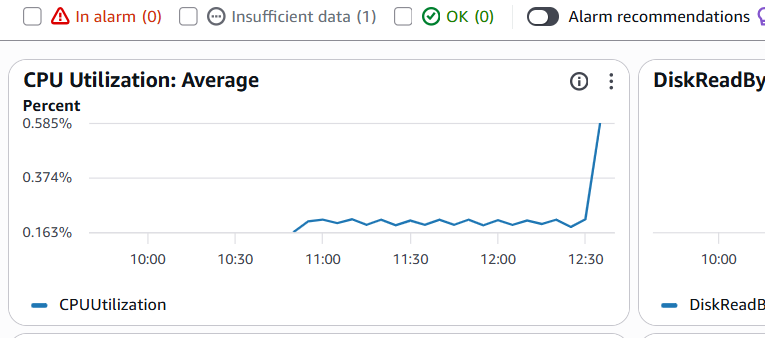 In alarm (0) Insufficient data (1) OK (0) Alarm recommendations
CPU Utilization: Average
Percent
0.585%
0.374%
0.163%
10:00 10:30 11:00 11:30 12:00 12:30
CPUUtilization
DiskReadBy
10:00
DiskReadB